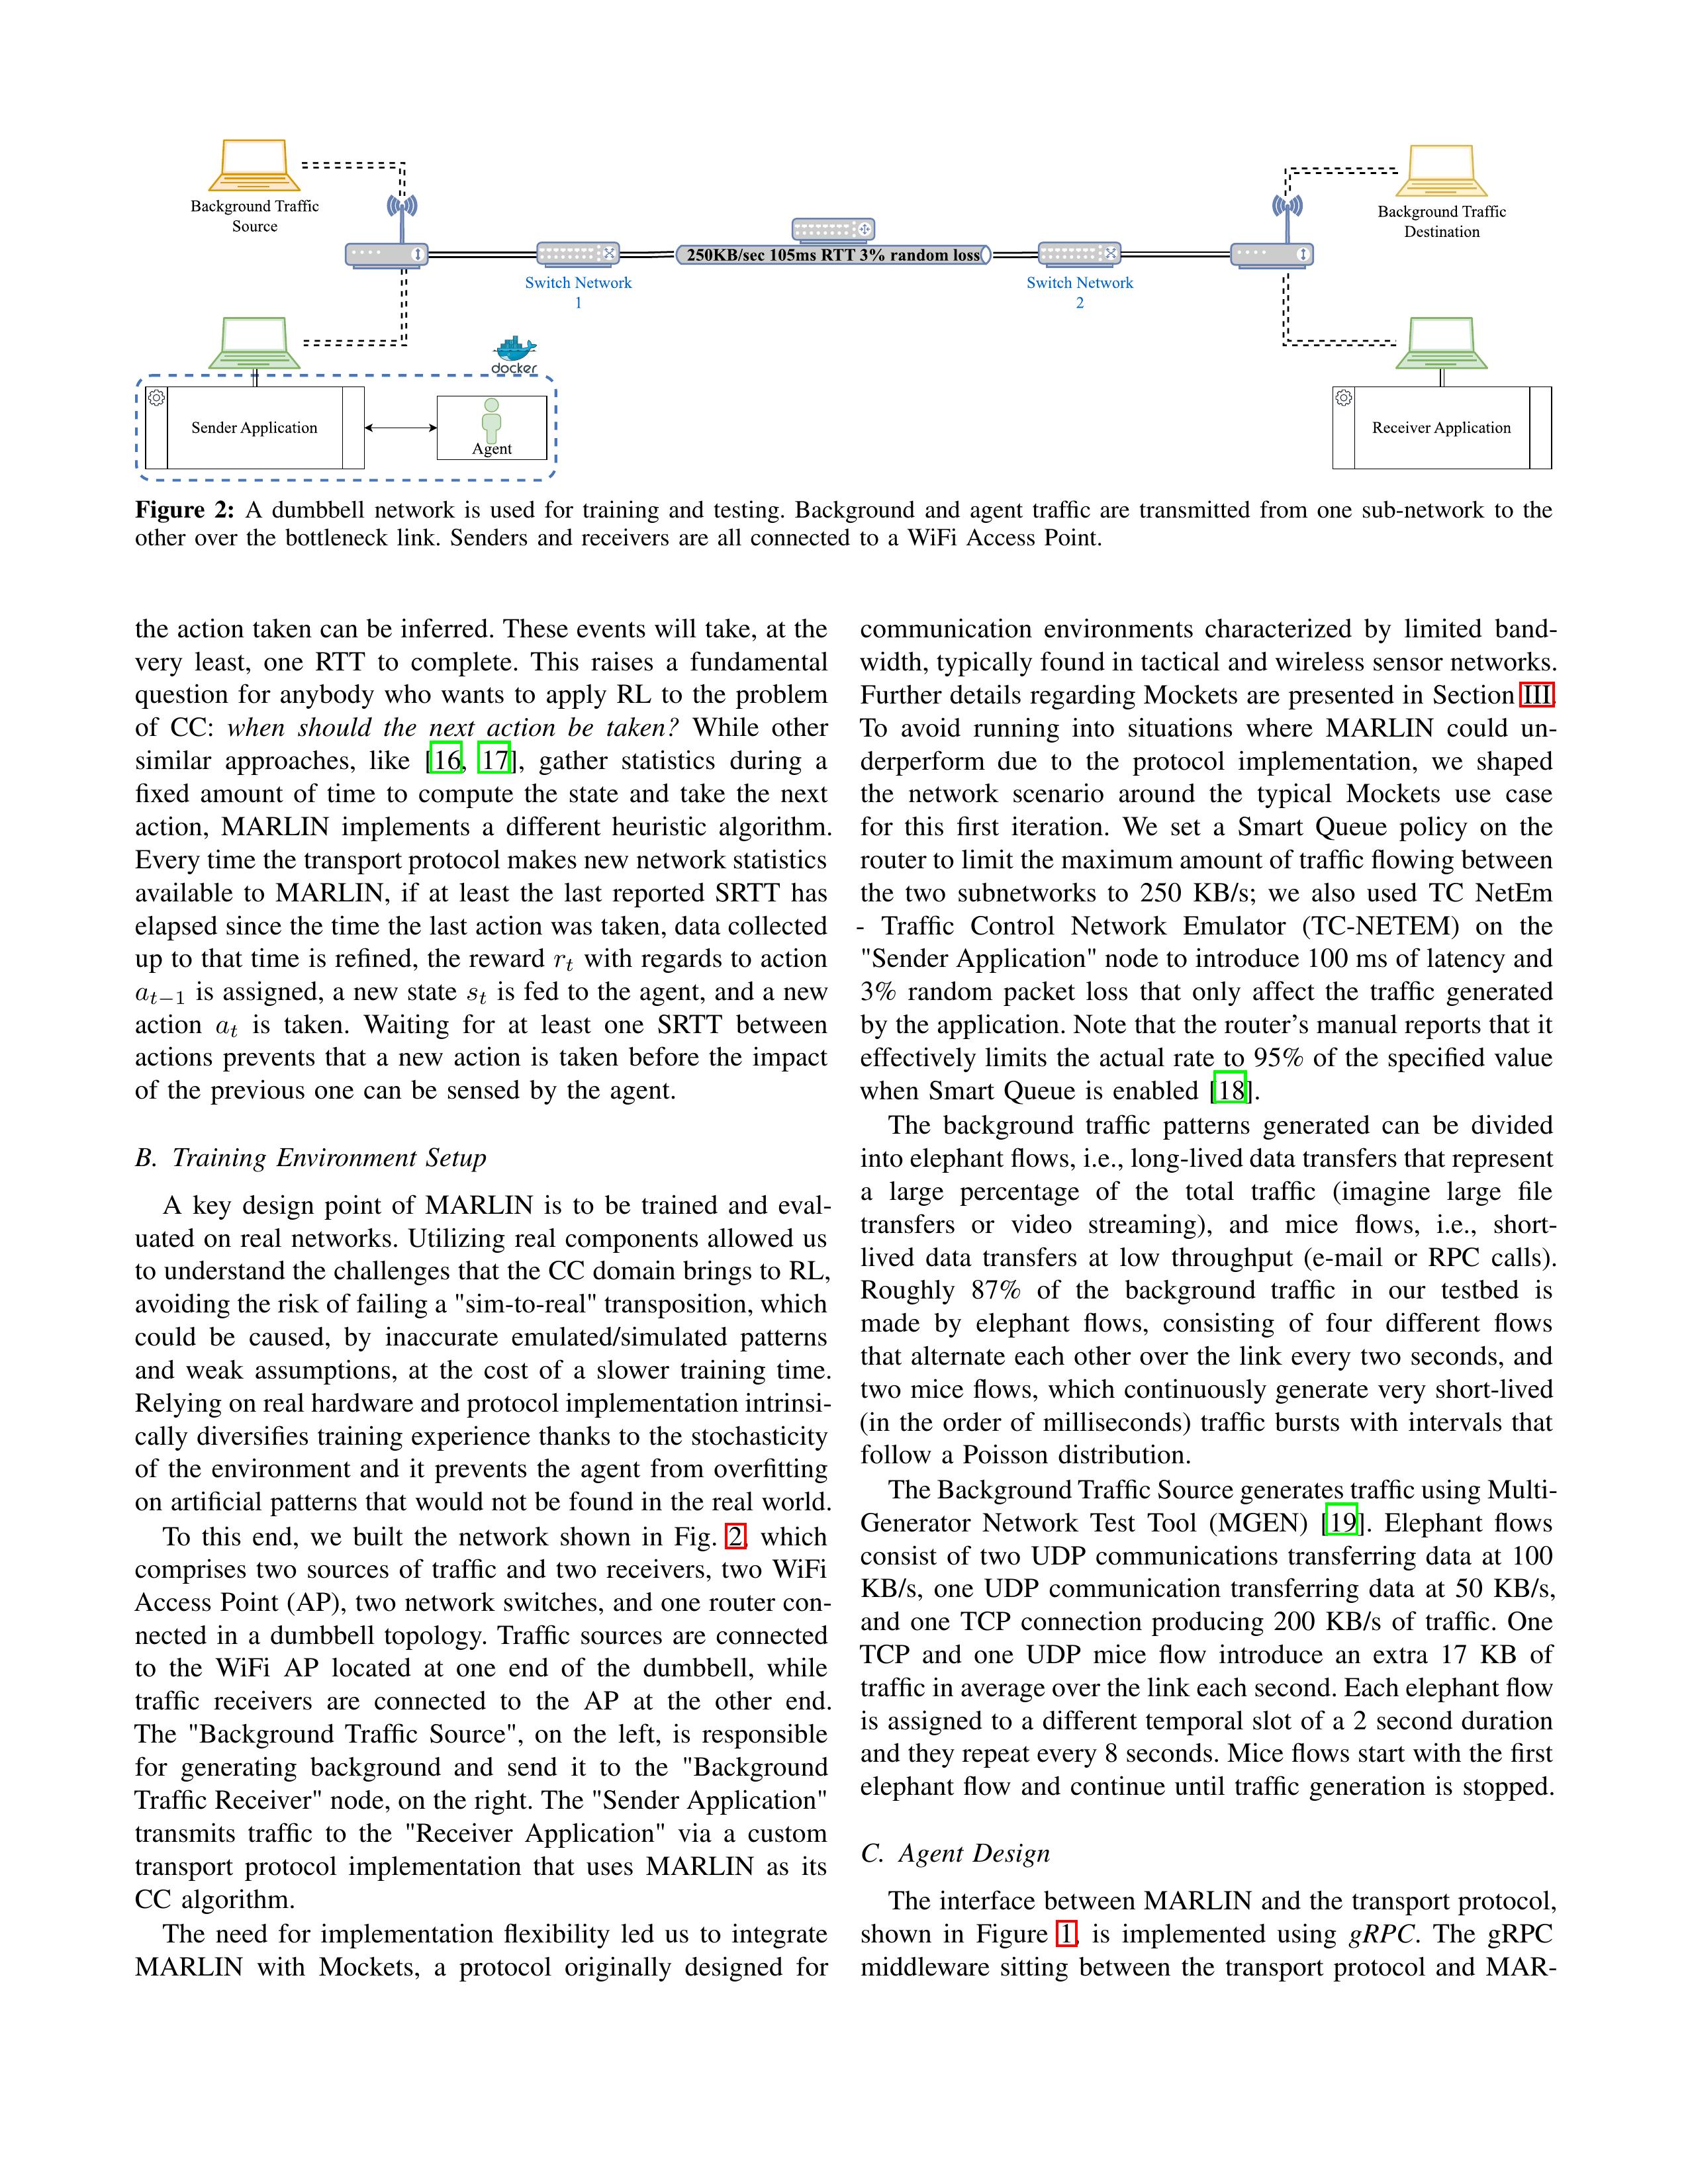 Background Traffic
Source
Background Traffic
Destination
250KB/sec 105ms RTT 3% random loss
Switch Network
1
Switch Network
2
docker
Sender Application
Agent
Receiver Application
Figure 2: A dumbbell network is used for training and testing. Background and agent traffic are transmitted from one sub-network to the
other over the bottleneck link. Senders and receivers are all connected to a WiFi Access Point.
the action taken can be inferred. These events will take, at the
very least, one RTT to complete. This raises a fundamental
question for anybody who wants to apply RL to the problem
of CC: when should the next action be taken? While other
similar approaches, like [16, 17], gather statistics during a
fixed amount of time to compute the state and take the next
action, MARLIN implements a different heuristic algorithm.
Every time the transport protocol makes new network statistics
available to MARLIN, if at least the last reported SRTT has
elapsed since the time the last action was taken, data collected
up to that time is refined, the reward r_t with regards to action
a_{t−1} is assigned, a new state s_t is fed to the agent, and a new
action a_t is taken. Waiting for at least one SRTT between
actions prevents that a new action is taken before the impact
of the previous one can be sensed by the agent.
B. Training Environment Setup
A key design point of MARLIN is to be trained and eval-
uated on real networks. Utilizing real components allowed us
to understand the challenges that the CC domain brings to RL,
avoiding the risk of failing a "sim-to-real" transposition, which
could be caused, by inaccurate emulated/simulated patterns
and weak assumptions, at the cost of a slower training time.
Relying on real hardware and protocol implementation intrinsi-
cally diversifies training experience thanks to the stochasticity
of the environment and it prevents the agent from overfitting
on artificial patterns that would not be found in the real world.
To this end, we built the network shown in Fig. 2, which
comprises two sources of traffic and two receivers, two WiFi
Access Point (AP), two network switches, and one router con-
nected in a dumbbell topology. Traffic sources are connected
to the WiFi AP located at one end of the dumbbell, while
traffic receivers are connected to the AP at the other end.
The "Background Traffic Source", on the left, is responsible
for generating background and send it to the "Background
Traffic Receiver" node, on the right. The "Sender Application"
transmits traffic to the "Receiver Application" via a custom
transport protocol implementation that uses MARLIN as its
CC algorithm.
The need for implementation flexibility led us to integrate
MARLIN with Mockets, a protocol originally designed for
communication environments characterized by limited band-
width, typically found in tactical and wireless sensor networks.
Further details regarding Mockets are presented in Section III.
To avoid running into situations where MARLIN could un-
derperform due to the protocol implementation, we shaped
the network scenario around the typical Mockets use case
for this first iteration. We set a Smart Queue policy on the
router to limit the maximum amount of traffic flowing between
the two subnetworks to 250 KB/s; we also used TC NetEm
- Traffic Control Network Emulator (TC-NETEM) on the
"Sender Application" node to introduce 100 ms of latency and
3% random packet loss that only affect the traffic generated
by the application. Note that the router's manual reports that it
effectively limits the actual rate to 95% of the specified value
when Smart Queue is enabled [18].
The background traffic patterns generated can be divided
into elephant flows, i.e., long-lived data transfers that represent
a large percentage of the total traffic (imagine large file
transfers or video streaming), and mice flows, i.e., short-
lived data transfers at low throughput (e-mail or RPC calls).
Roughly 87% of the background traffic in our testbed is
made by elephant flows, consisting of four different flows
that alternate each other over the link every two seconds, and
two mice flows, which continuously generate very short-lived
(in the order of milliseconds) traffic bursts with intervals that
follow a Poisson distribution.
The Background Traffic Source generates traffic using Multi-
Generator Network Test Tool (MGEN) [19]. Elephant flows
consist of two UDP communications transferring data at 100
KB/s, one UDP communication transferring data at 50 KB/s,
and one TCP connection producing 200 KB/s of traffic. One
TCP and one UDP mice flow introduce an extra 17 KB of
traffic in average over the link each second. Each elephant flow
is assigned to a different temporal slot of a 2 second duration
and they repeat every 8 seconds. Mice flows start with the first
elephant flow and continue until traffic generation is stopped.
C. Agent Design
The interface between MARLIN and the transport protocol,
shown in Figure 1, is implemented using gRPC. The gRPC
middleware sitting between the transport protocol and MAR-